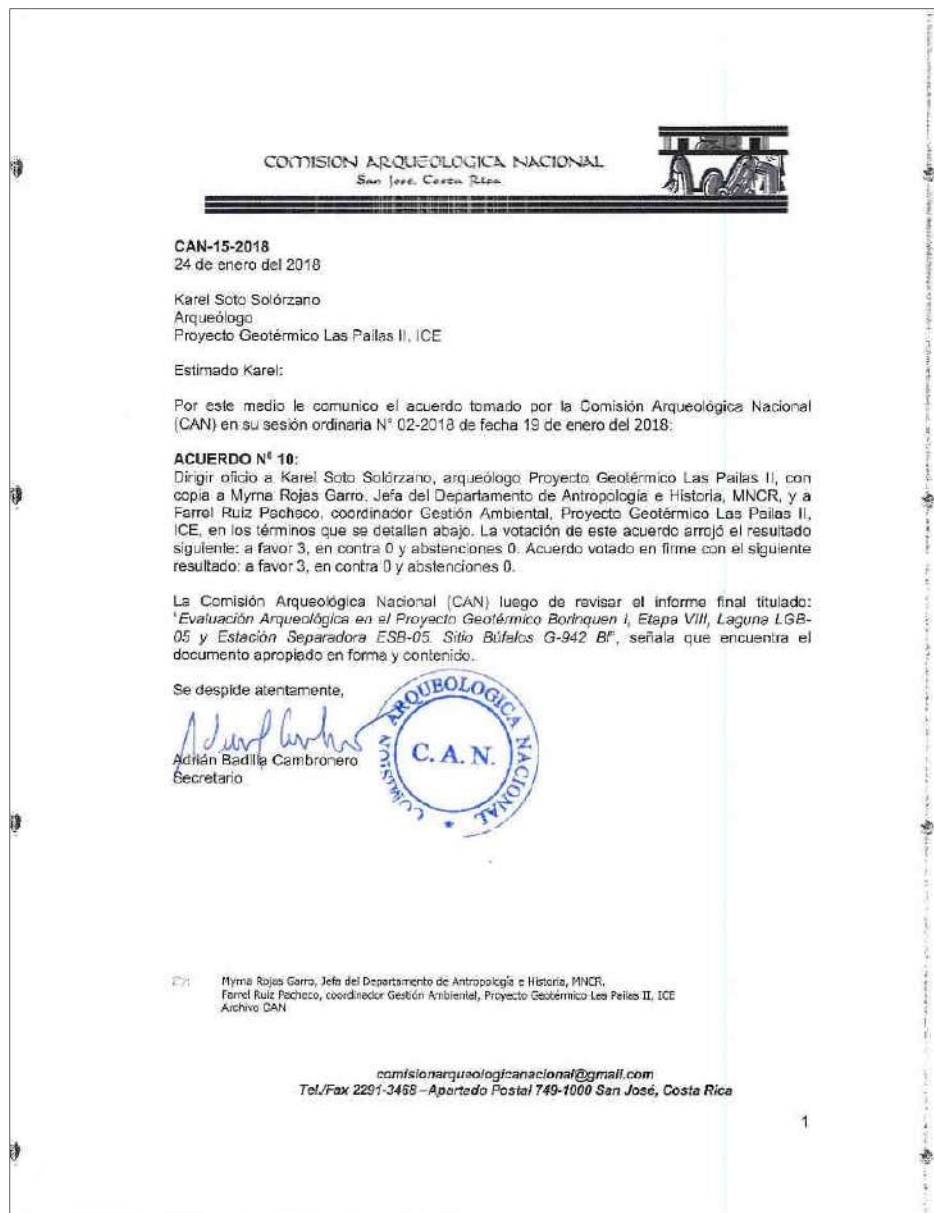 COMISION ARQUEOLOGICA NACIONAL
San José, Costa Rica
CAN-15-2018
24 de enero del 2018
Karel Soto Solórzano
Arqueólogo
Proyecto Geotérmico Las Pailas II, ICE
Estimado Karel:
Por este medio le comunico el acuerdo tomado por la Comisión Arqueológica Nacional
(CAN) en su sesión ordinaria N° 02-2018 de fecha 19 de enero del 2018:
ACUERDO Nº 10:
Dirigir oficio a Karel Soto Solórzano, arqueólogo Proyecto Geotérmico Las Pailas II, con
copia a Myrna Rojas Garro, Jefa del Departamento de Antropología e Historia, MNCR, y a
Farrel Ruiz Pacheco, coordinador Gestión Ambiental, Proyecto Geotérmico Las Pailas II,
ICE, en los términos que se detallan abajo. La votación de este acuerdo arrojó el resultado
siguiente: a favor 3, en contra 0 y abstenciones 0. Acuerdo votado en firme con el siguiente
resultado: a favor 3, en contra 0 y abstenciones 0.
La Comisión Arqueológica Nacional (CAN) luego de revisar el informe final titulado:
"Evaluación Arqueológica en el Proyecto Geotérmico Borinquen I, Etapa VIII, Laguna LGB-
05 y Estación Separadora ESB-05. Sitio Búfalos G-942 Bf", señala que encuentra el
documento apropiado en forma y contenido.
Se despide atentamente,
COMISION ARQUEOLOGICA NACIONAL
C. A. N.
Adrián Badilla Cambronero
Secretario
Myrna Rojas Garro, Jefa del Departamento de Antropología e Historia, MNCR.
Farrel Ruiz Pacheco, coordinador Gestión Ambiental, Proyecto Geotérmico Las Pailas II, ICE
Archivo CAN
comisionarqueologicanacional@gmail.com
Tel./Fax 2291-3468 – Apartado Postal 749-1000 San José, Costa Rica
1